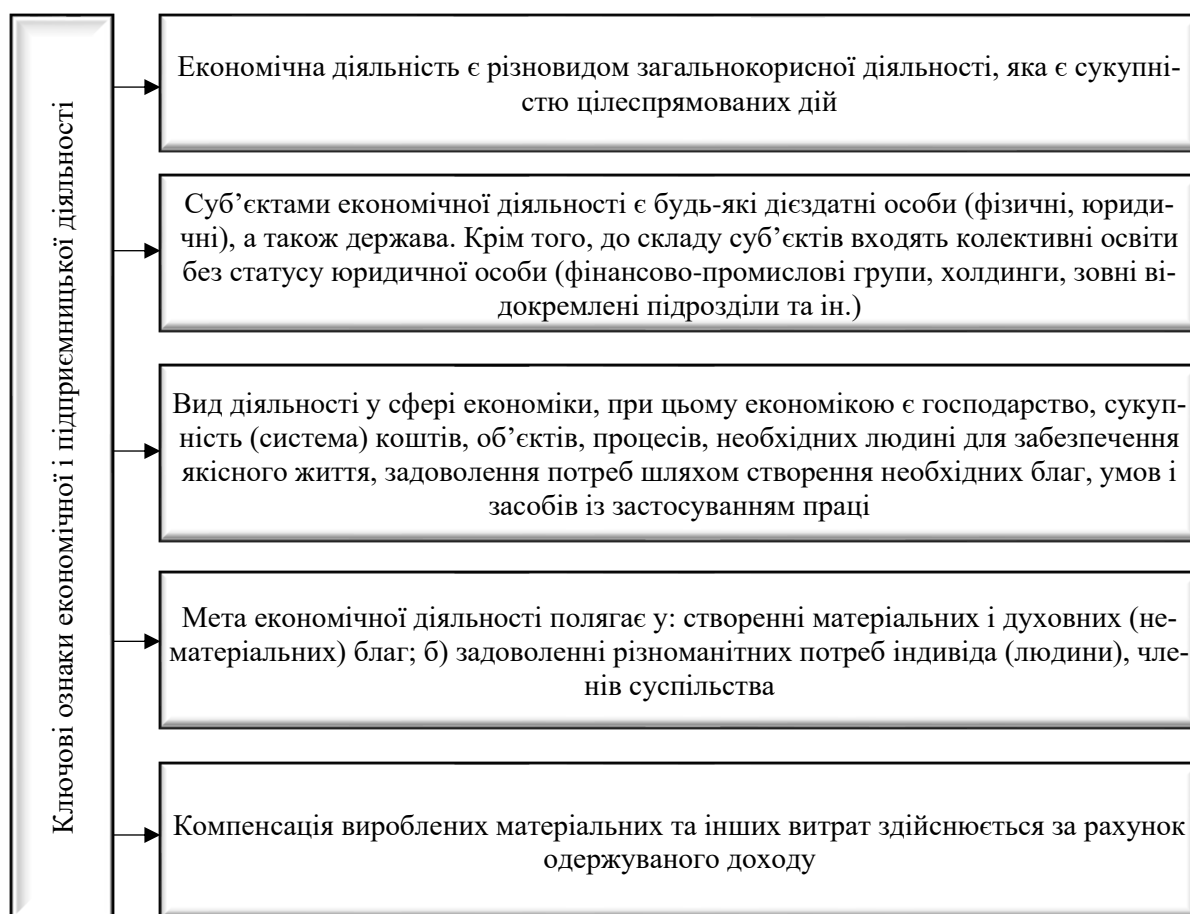 Ключові ознаки економічної і підприємницької діяльності
Економічна діяльність є різновидом загальнокорисної діяльності, яка є сукупні-
стю цілеспрямованих дій
Суб’єктами економічної діяльності є будь-які дієздатні особи (фізичні, юриди-
чні), а також держава. Крім того, до складу суб’єктів входять колективні освіти
без статусу юридичної особи (фінансово-промислові групи, холдинги, зовні ві-
докремлені підрозділи та ін.)
Вид діяльності у сфері економіки, при цьому економікою є господарство, сукуп-
ність (система) коштів, об’єктів, процесів, необхідних людині для забезпечення
якісного життя, задоволення потреб шляхом створення необхідних благ, умов і
засобів із застосуванням праці
Мета економічної діяльності полягає у: створенні матеріальних і духовних (не-
матеріальних) благ; б) задоволенні різноманітних потреб індивіда (людини), чле-
нів суспільства
Компенсація вироблених матеріальних та інших витрат здійснюється за рахунок
одержуваного доходу